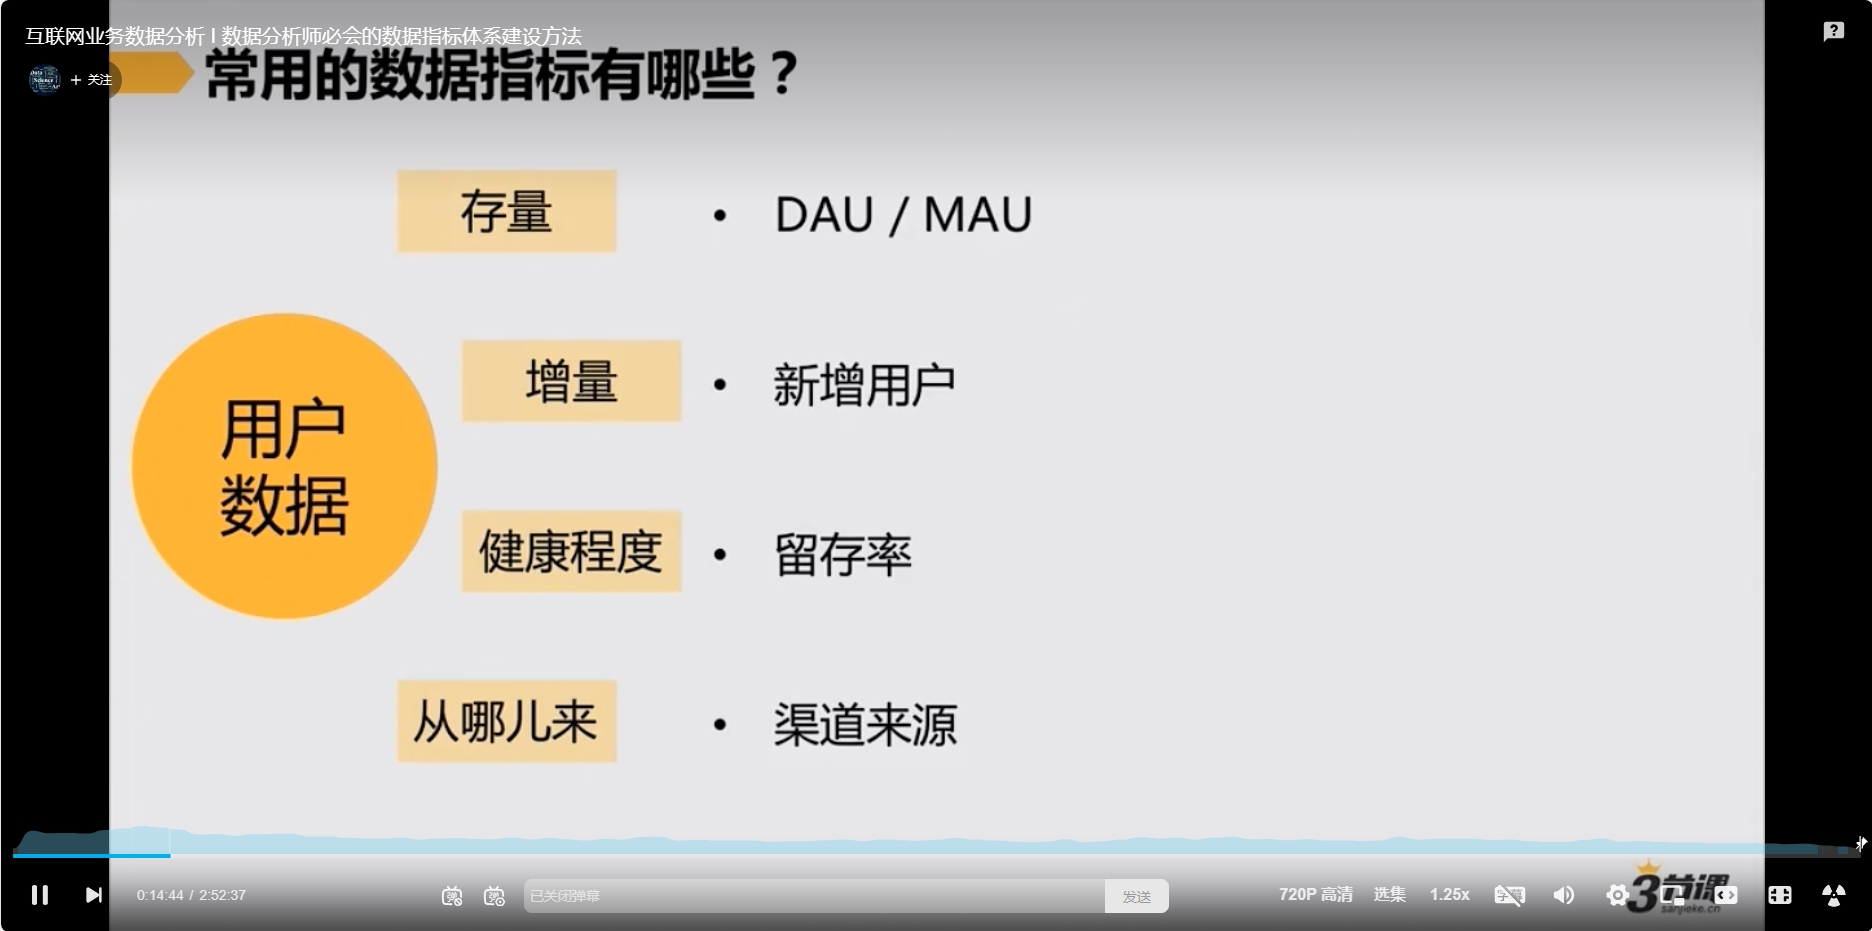 互联网业务数据分析 | 数据分析师必会的数据指标体系建设方法
+ 关注
常用的数据指标有哪些？
存量
• DAU / MAU
增量
• 新增用户
用户
数据
健康程度
• 留存率
从哪儿来
• 渠道来源
0:14:44 / 2:52:37
已关闭弹幕
发送
720P 高清
选集
1.25x
字幕
3节课
sanjieke.cn